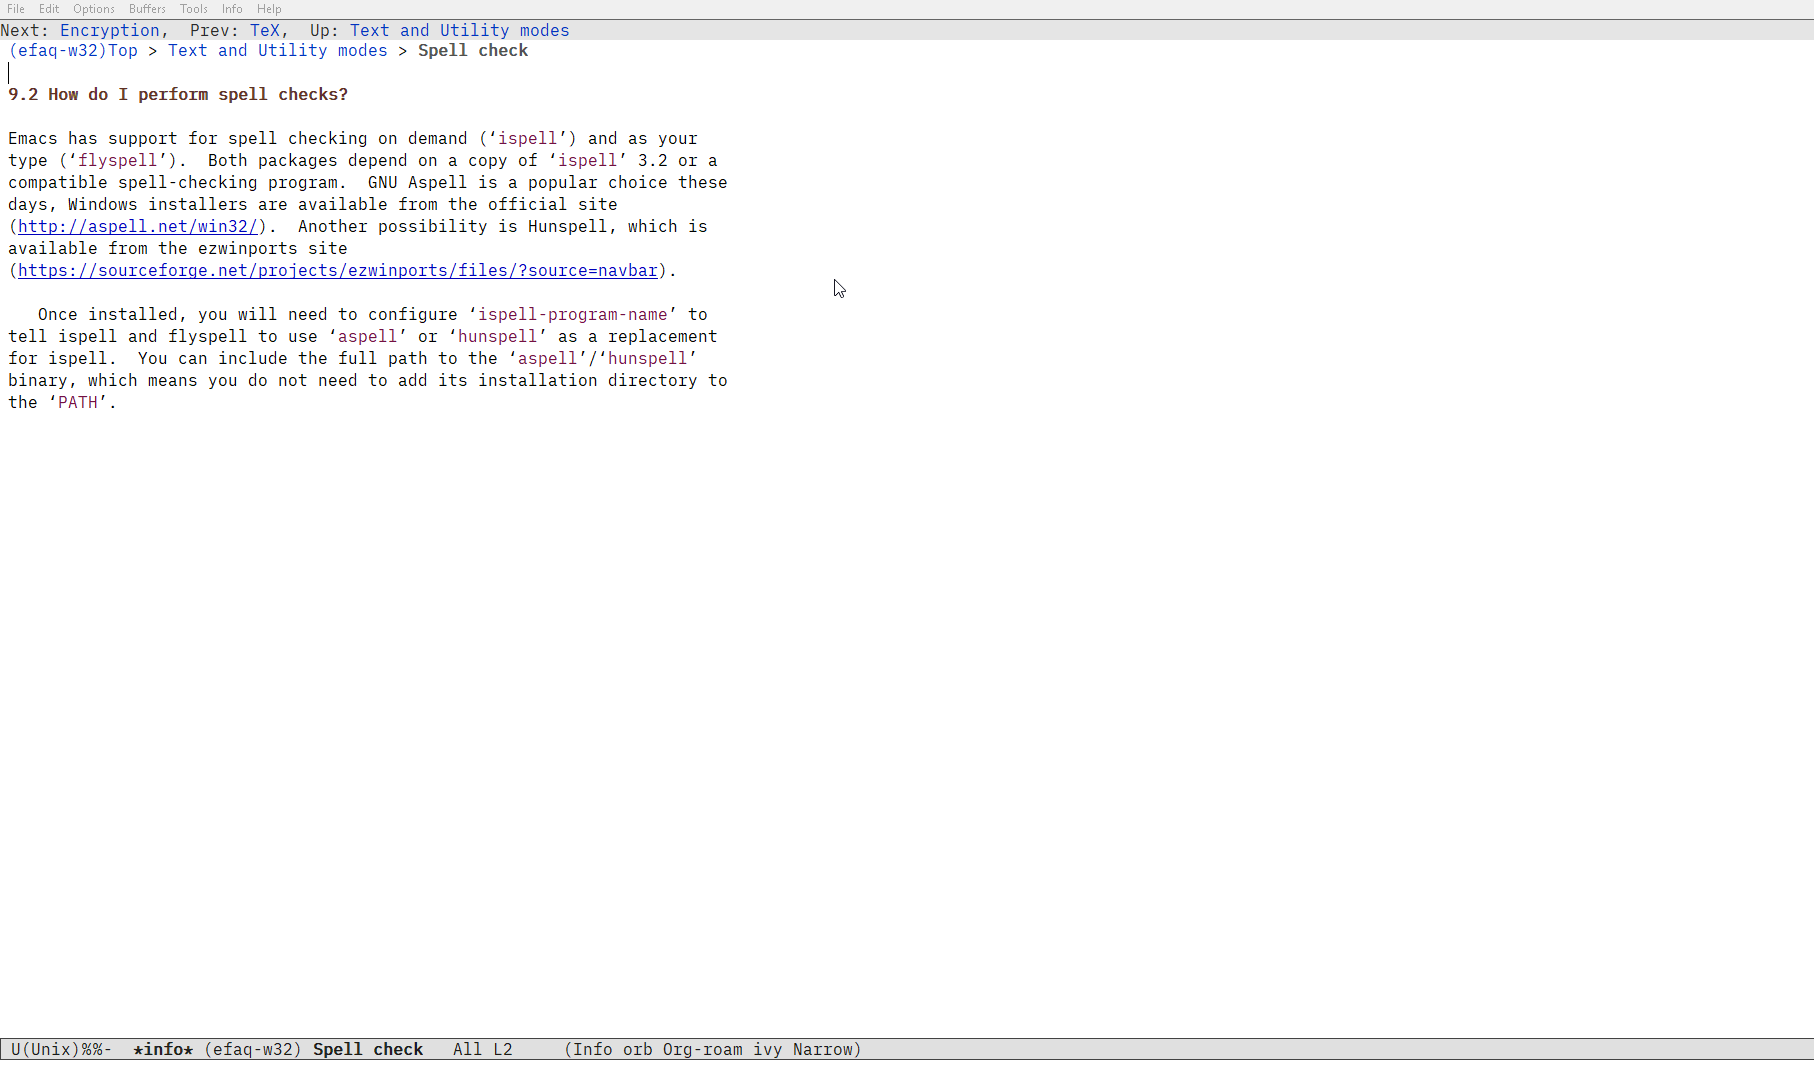 File Edit Options Buffers Tools Info Help
Next: Encryption,  Prev: TeX,  Up: Text and Utility modes
(efaq-w32)Top > Text and Utility modes > Spell check
9.2 How do I perform spell checks?
Emacs has support for spell checking on demand (‘ispell’) and as your
type (‘flyspell’).  Both packages depend on a copy of ‘ispell’ 3.2 or a
compatible spell-checking program.  GNU Aspell is a popular choice these
days, Windows installers are available from the official site
(http://aspell.net/win32/).  Another possibility is Hunspell, which is
available from the ezwinports site
(https://sourceforge.net/projects/ezwinports/files/?source=navbar).
Once installed, you will need to configure ‘ispell-program-name’ to
tell ispell and flyspell to use ‘aspell’ or ‘hunspell’ as a replacement
for ispell.  You can include the full path to the ‘aspell’/‘hunspell’
binary, which means you do not need to add its installation directory to
the ‘PATH’.
U(Unix)%%-  *info* (efaq-w32) Spell check   All L2     (Info orb Org-roam ivy Narrow)